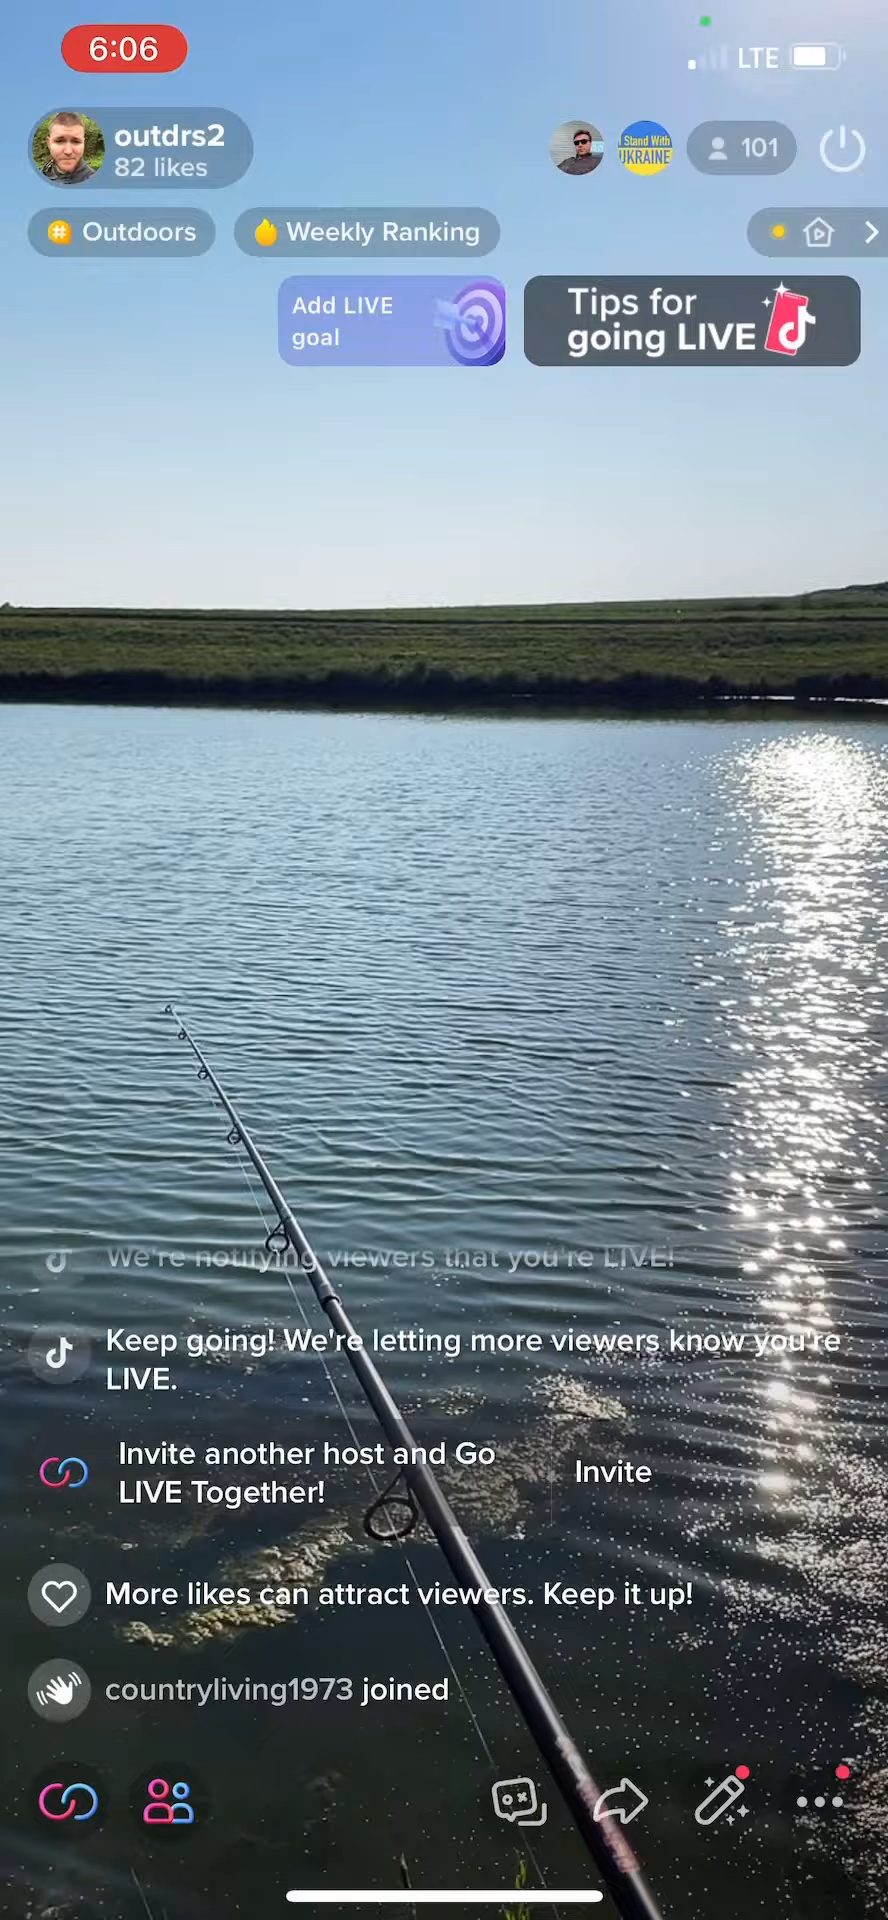 6:06
LTE
outdrs2
82 likes
I Stand With
UKRAINE
101
Outdoors
Weekly Ranking
Add LIVE
goal
Tips for
going LIVE
We're notifying viewers that you're LIVE!
Keep going! We're letting more viewers know you're
LIVE.
Invite another host and Go
LIVE Together!
Invite
More likes can attract viewers. Keep it up!
countryliving1973 joined